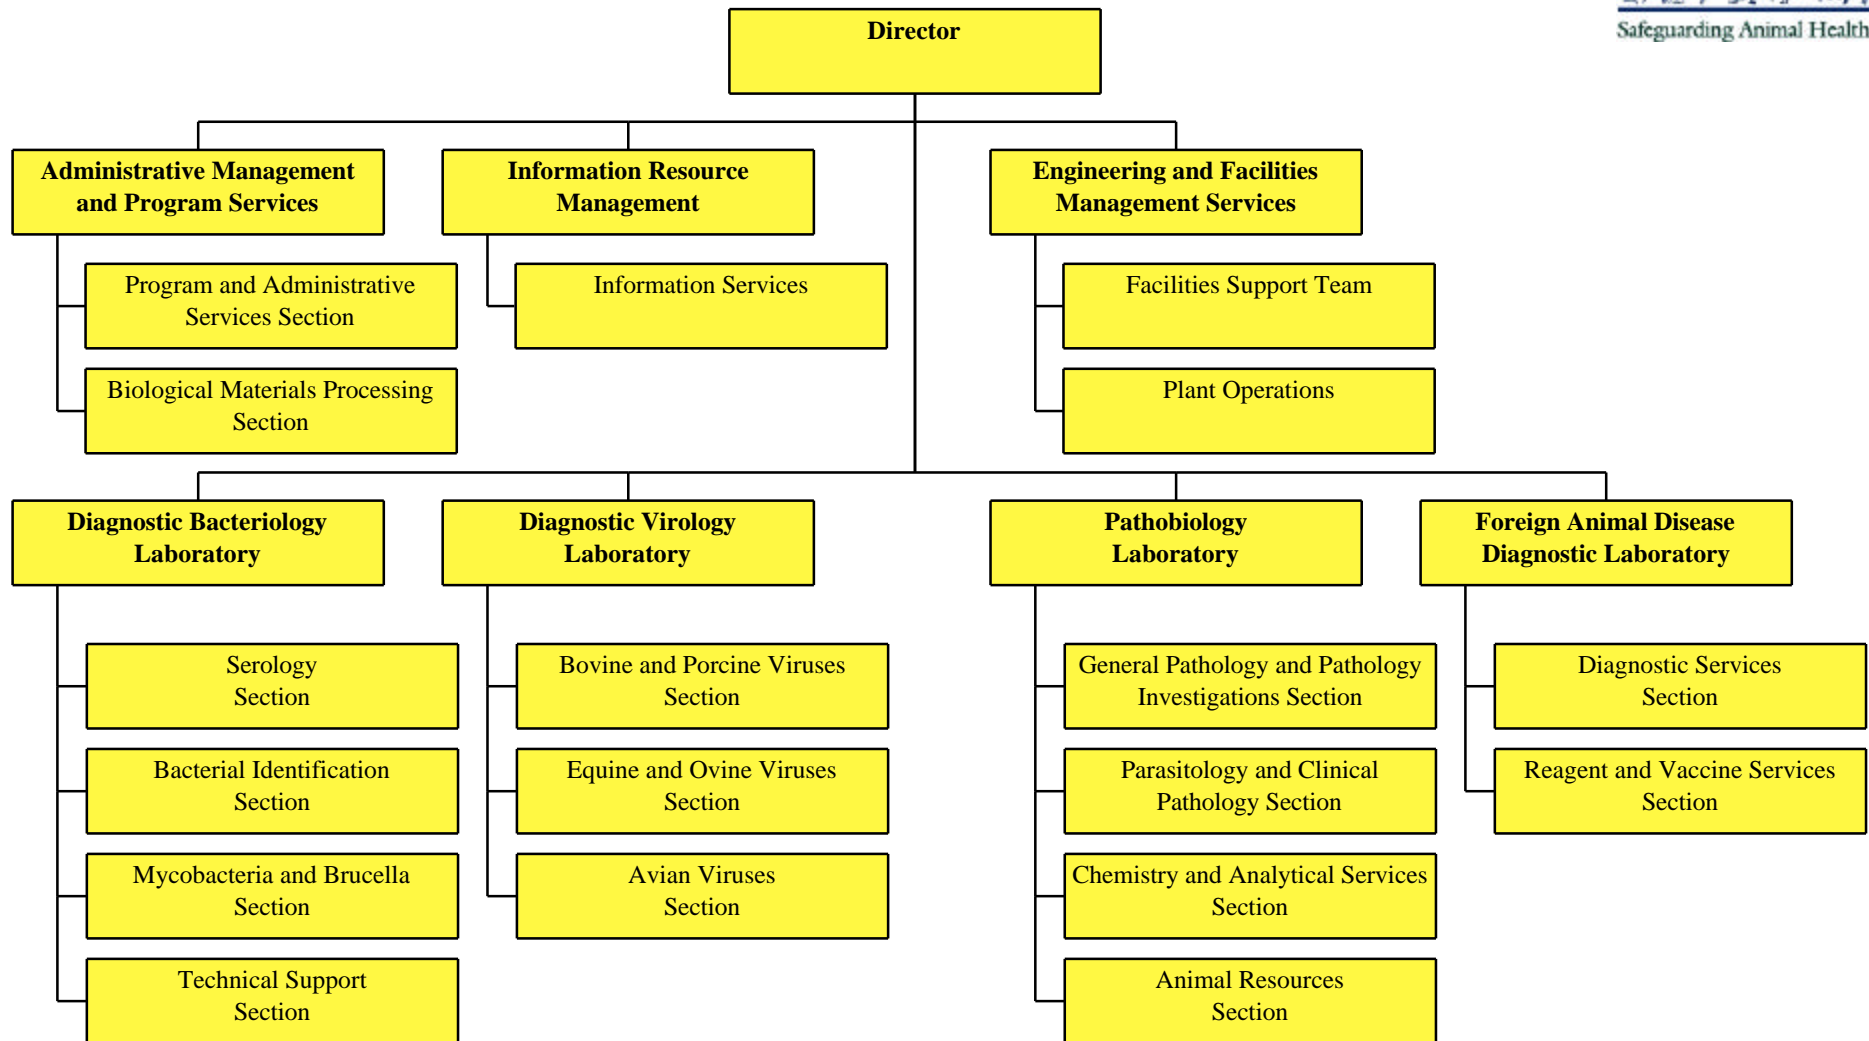 Safeguarding Animal Health
Director
Administrative Management
and Program Services
Information Resource
Management
Engineering and Facilities
Management Services
Program and Administrative
Services Section
Information Services
Facilities Support Team
Biological Materials Processing
Section
Plant Operations
Diagnostic Bacteriology
Laboratory
Diagnostic Virology
Laboratory
Pathobiology
Laboratory
Foreign Animal Disease
Diagnostic Laboratory
Serology
Section
Bovine and Porcine Viruses
Section
General Pathology and Pathology
Investigations Section
Diagnostic Services
Section
Bacterial Identification
Section
Equine and Ovine Viruses
Section
Parasitology and Clinical
Pathology Section
Reagent and Vaccine Services
Section
Mycobacteria and Brucella
Section
Avian Viruses
Section
Chemistry and Analytical Services
Section
Technical Support
Section
Animal Resources
Section